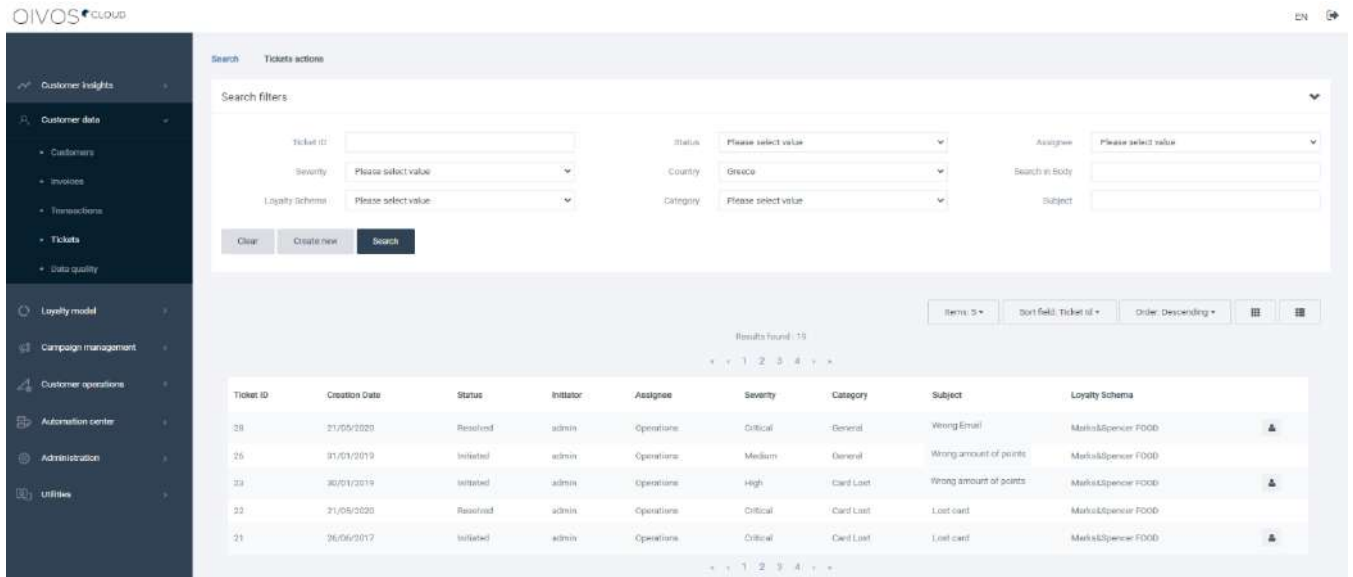 OIVOS CLOUD
EN
Customer insights
Customer data
Customers
Invoices
Transactions
Tickets
Data quality
Loyalty model
Campaign management
Customer operations
Automation center
Administration
Utilities
Search Tickets actions
Search filters
Ticket ID Status Please select value Assignee Please select value
Severity Please select value Country Greece Search in Body
Loyalty Schema Please select value Category Please select value Subject
Clear Create new Search
Items: 5 Sort field: Ticket Id Order: Descending
Results found :
« ‹ 1 2 3 4 › »
Ticket ID Creation Date Status Initiator Assignee Severity Category Subject Loyalty Schema
21/05/2020 Resolved admin Operations Critical General Wrong Email Marks&Spencer FOOD
31/01/2019 Initiated admin Operations Medium General Wrong amount of points Marks&Spencer FOOD
23 30/01/2019 Initiated admin Operations High Card Lost Wrong amount of points Marks&Spencer FOOD
22 21/05/2020 Resolved admin Operations Critical Card Lost Lost card Marks&Spencer FOOD
21 26/06/2017 Initiated admin Operations Critical Card Lost Lost card Marks&Spencer FOOD
« ‹ 1 2 3 4 › »